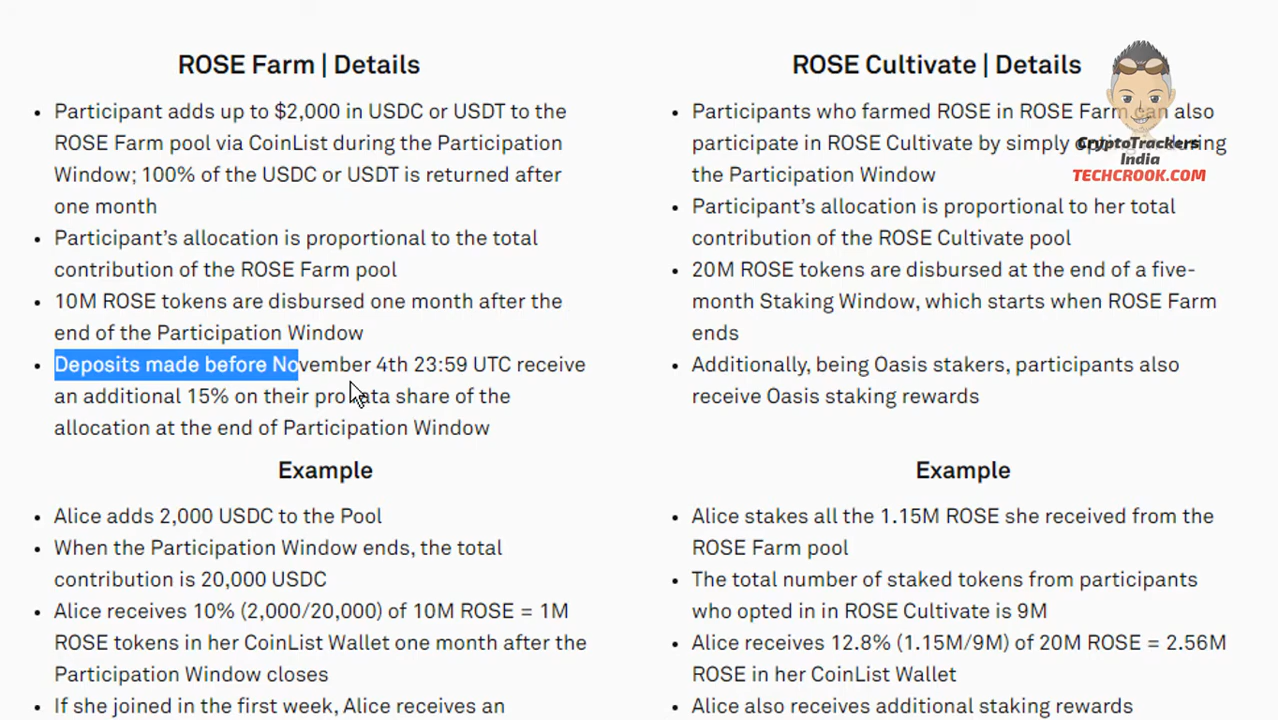 ROSE Farm | Details
• Participant adds up to $2,000 in USDC or USDT to the
ROSE Farm pool via CoinList during the Participation
Window; 100% of the USDC or USDT is returned after
one month
• Participant's allocation is proportional to the total
contribution of the ROSE Farm pool
• 10M ROSE tokens are disbursed one month after the
end of the Participation Window
• Deposits made before November 4th 23:59 UTC receive
an additional 15% on their pro rata share of the
allocation at the end of Participation Window
Example
• Alice adds 2,000 USDC to the Pool
• When the Participation Window ends, the total
contribution is 20,000 USDC
• Alice receives 10% (2,000/20,000) of 10M ROSE = 1M
ROSE tokens in her CoinList Wallet one month after the
Participation Window closes
• If she joined in the first week, Alice receives an
ROSE Cultivate | Details
• Participants who farmed ROSE in ROSE Farm can also
participate in ROSE Cultivate by simply during
the Participation Window
• Participant's allocation is proportional to her total
contribution of the ROSE Cultivate pool
• 20M ROSE tokens are disbursed at the end of a five-
month Staking Window, which starts when ROSE Farm
ends
• Additionally, being Oasis stakers, participants also
receive Oasis staking rewards
Example
• Alice stakes all the 1.15M ROSE she received from the
ROSE Farm pool
• The total number of staked tokens from participants
who opted in in ROSE Cultivate is 9M
• Alice receives 12.8% (1.15M/9M) of 20M ROSE = 2.56M
ROSE in her CoinList Wallet
• Alice also receives additional staking rewards
CryptoTrackers
India
TECHCROOK.COM